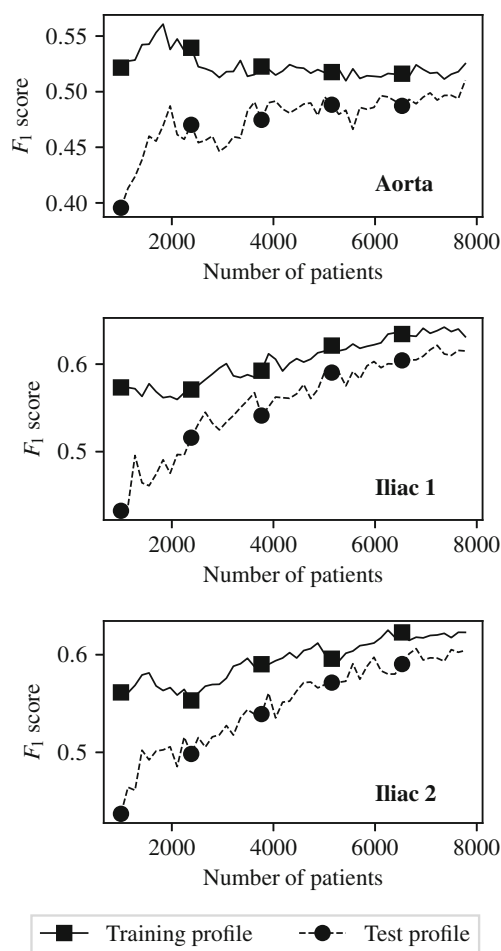 0.55
0.50
0.45
0.40
F1 score
Aorta
2000 4000 6000 8000
Number of patients
0.6
0.5
F1 score
Iliac 1
2000 4000 6000 8000
Number of patients
0.6
0.5
F1 score
Iliac 2
2000 4000 6000 8000
Number of patients
Training profile Test profile